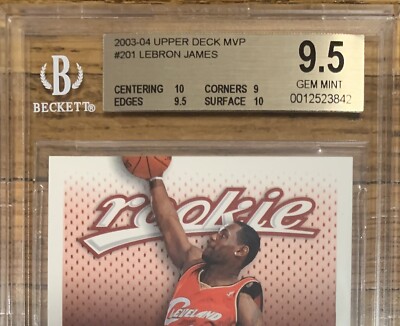 2003-04 UPPER DECK MVP
#201 LEBRON JAMES
9.5
GEM MINT
0012523842
CENTERING 10 CORNERS 9
EDGES 9.5 SURFACE 10
B
BECKETT®
rookie
CLEVELAND